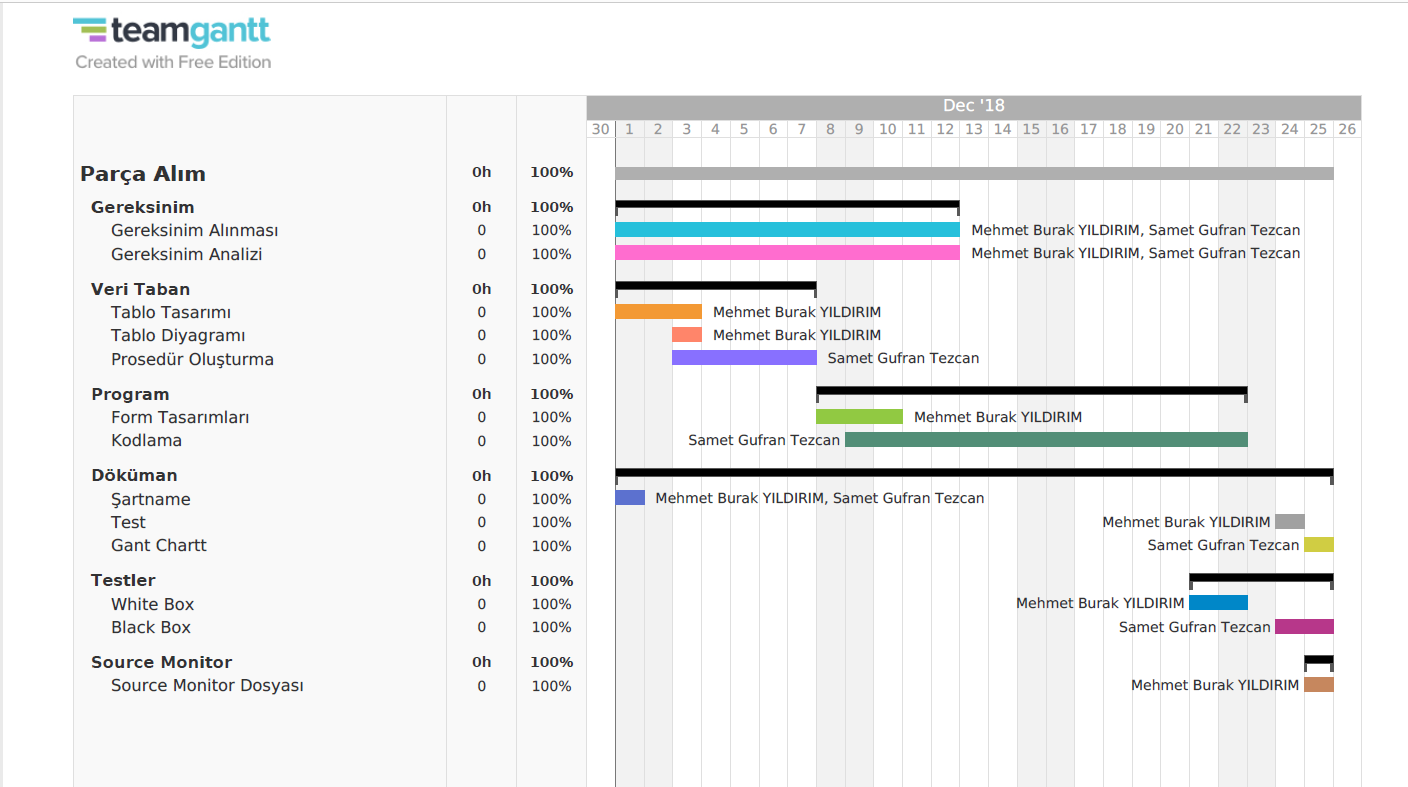 teamgantt
Created with Free Edition
Dec '18
30 1 2 3 4 5 6 7 8 9 10 11 12 13 14 15 16 17 18 19 20 21 22 23 24 25 26
Parça Alım 0h 100%
Gereksinim 0h 100%
Gereksinim Alınması 0 100% Mehmet Burak YILDIRIM, Samet Gufran Tezcan
Gereksinim Analizi 0 100% Mehmet Burak YILDIRIM, Samet Gufran Tezcan
Veri Taban 0h 100%
Tablo Tasarımı 0 100% Mehmet Burak YILDIRIM
Tablo Diyagramı 0 100% Mehmet Burak YILDIRIM
Prosedür Oluşturma 0 100% Samet Gufran Tezcan
Program 0h 100%
Form Tasarımları 0 100% Mehmet Burak YILDIRIM
Kodlama 0 100% Samet Gufran Tezcan
Döküman 0h 100%
Şartname 0 100% Mehmet Burak YILDIRIM, Samet Gufran Tezcan
Test 0 100% Mehmet Burak YILDIRIM
Gant Chartt 0 100% Samet Gufran Tezcan
Testler 0h 100%
White Box 0 100% Mehmet Burak YILDIRIM
Black Box 0 100% Samet Gufran Tezcan
Source Monitor 0h 100%
Source Monitor Dosyası 0 100% Mehmet Burak YILDIRIM